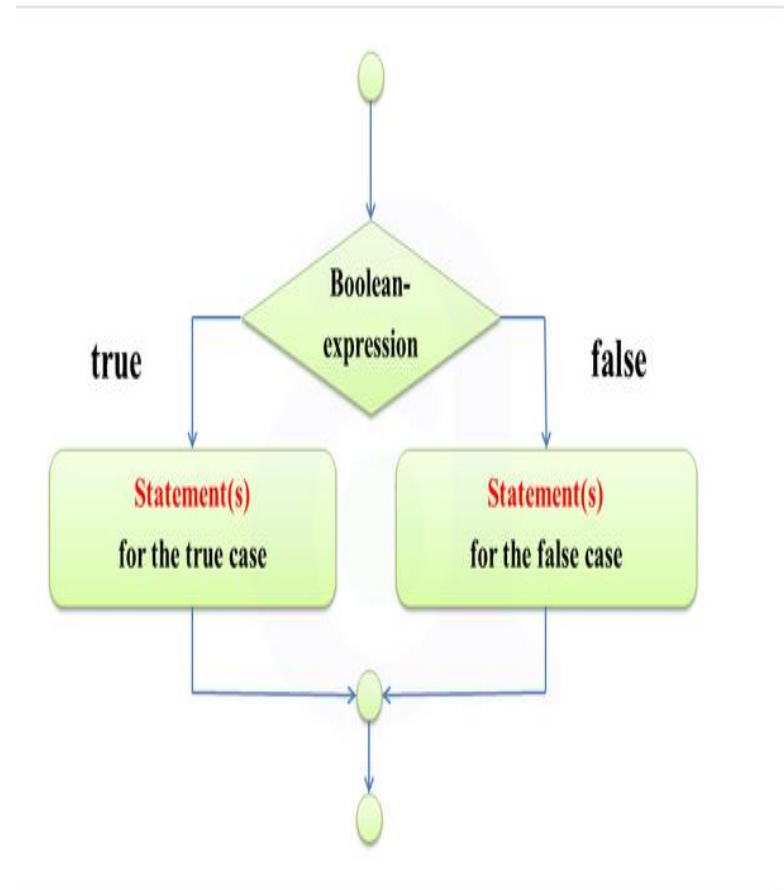 Boolean-
expression
true
false
Statement(s)
for the true case
Statement(s)
for the false case